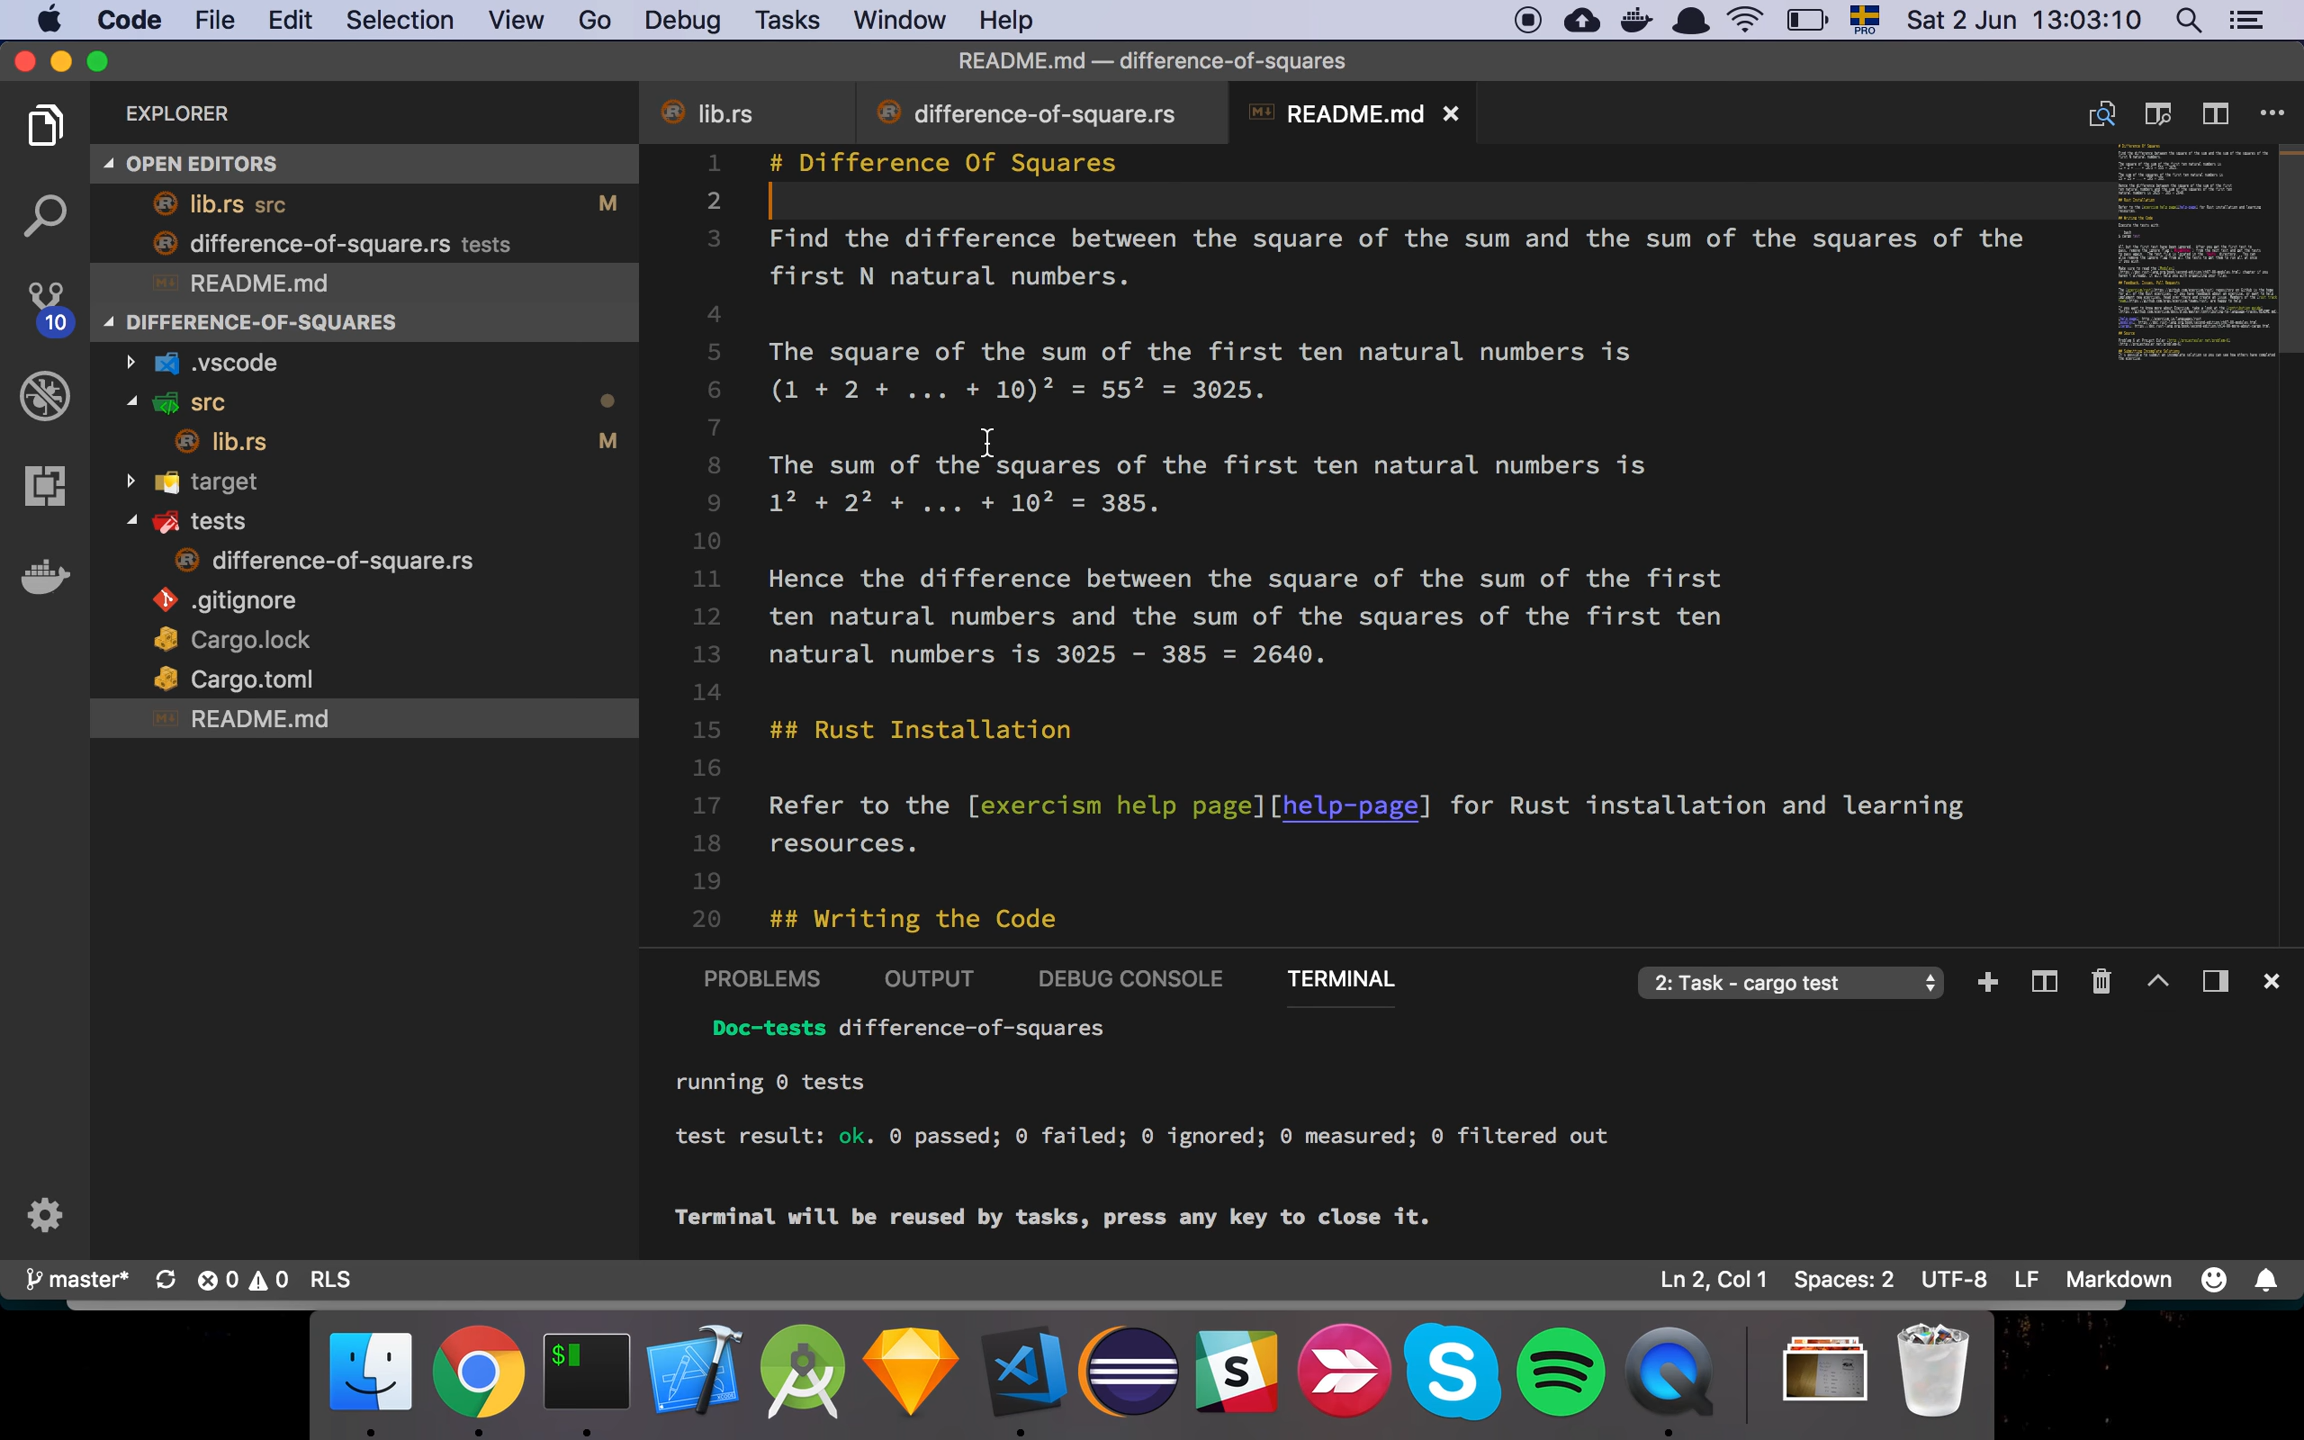 Code File Edit Selection View Go Debug Tasks Window Help PRO Sat 2 Jun 13:03:10
README.md — difference-of-squares
EXPLORER
OPEN EDITORS
lib.rs src M
difference-of-square.rs tests
README.md
DIFFERENCE-OF-SQUARES
.vscode
src
lib.rs M
target
tests
difference-of-square.rs
.gitignore
Cargo.lock
Cargo.toml
README.md
10
lib.rs difference-of-square.rs README.md
1 # Difference Of Squares
2
3 Find the difference between the square of the sum and the sum of the squares of the
first N natural numbers.
4
5 The square of the sum of the first ten natural numbers is
6 (1 + 2 + ... + 10)² = 55² = 3025.
7
8 The sum of the squares of the first ten natural numbers is
9 1² + 2² + ... + 10² = 385.
10
11 Hence the difference between the square of the sum of the first
12 ten natural numbers and the sum of the squares of the first ten
13 natural numbers is 3025 - 385 = 2640.
14
15 ## Rust Installation
16
17 Refer to the [exercism help page][help-page] for Rust installation and learning
18 resources.
19
20 ## Writing the Code
PROBLEMS OUTPUT DEBUG CONSOLE TERMINAL 2: Task - cargo test
Doc-tests difference-of-squares
running 0 tests
test result: ok. 0 passed; 0 failed; 0 ignored; 0 measured; 0 filtered out
Terminal will be reused by tasks, press any key to close it.
master* 0 0 RLS Ln 2, Col 1 Spaces: 2 UTF-8 LF Markdown
$ S S